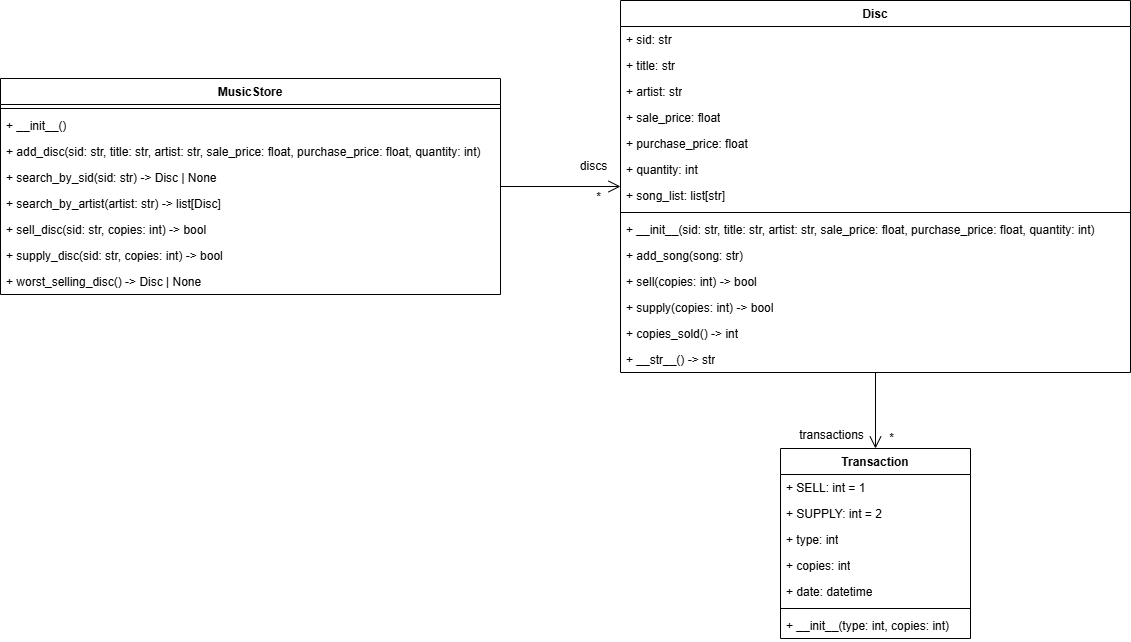 MusicStore
+ __init__()
+ add_disc(sid: str, title: str, artist: str, sale_price: float, purchase_price: float, quantity: int)
+ search_by_sid(sid: str) -> Disc | None
+ search_by_artist(artist: str) -> list[Disc]
+ sell_disc(sid: str, copies: int) -> bool
+ supply_disc(sid: str, copies: int) -> bool
+ worst_selling_disc() -> Disc | None
discs
*
Disc
+ sid: str
+ title: str
+ artist: str
+ sale_price: float
+ purchase_price: float
+ quantity: int
+ song_list: list[str]
+ __init__(sid: str, title: str, artist: str, sale_price: float, purchase_price: float, quantity: int)
+ add_song(song: str)
+ sell(copies: int) -> bool
+ supply(copies: int) -> bool
+ copies_sold() -> int
+ __str__() -> str
transactions
*
Transaction
+ SELL: int = 1
+ SUPPLY: int = 2
+ type: int
+ copies: int
+ date: datetime
+ __init__(type: int, copies: int)